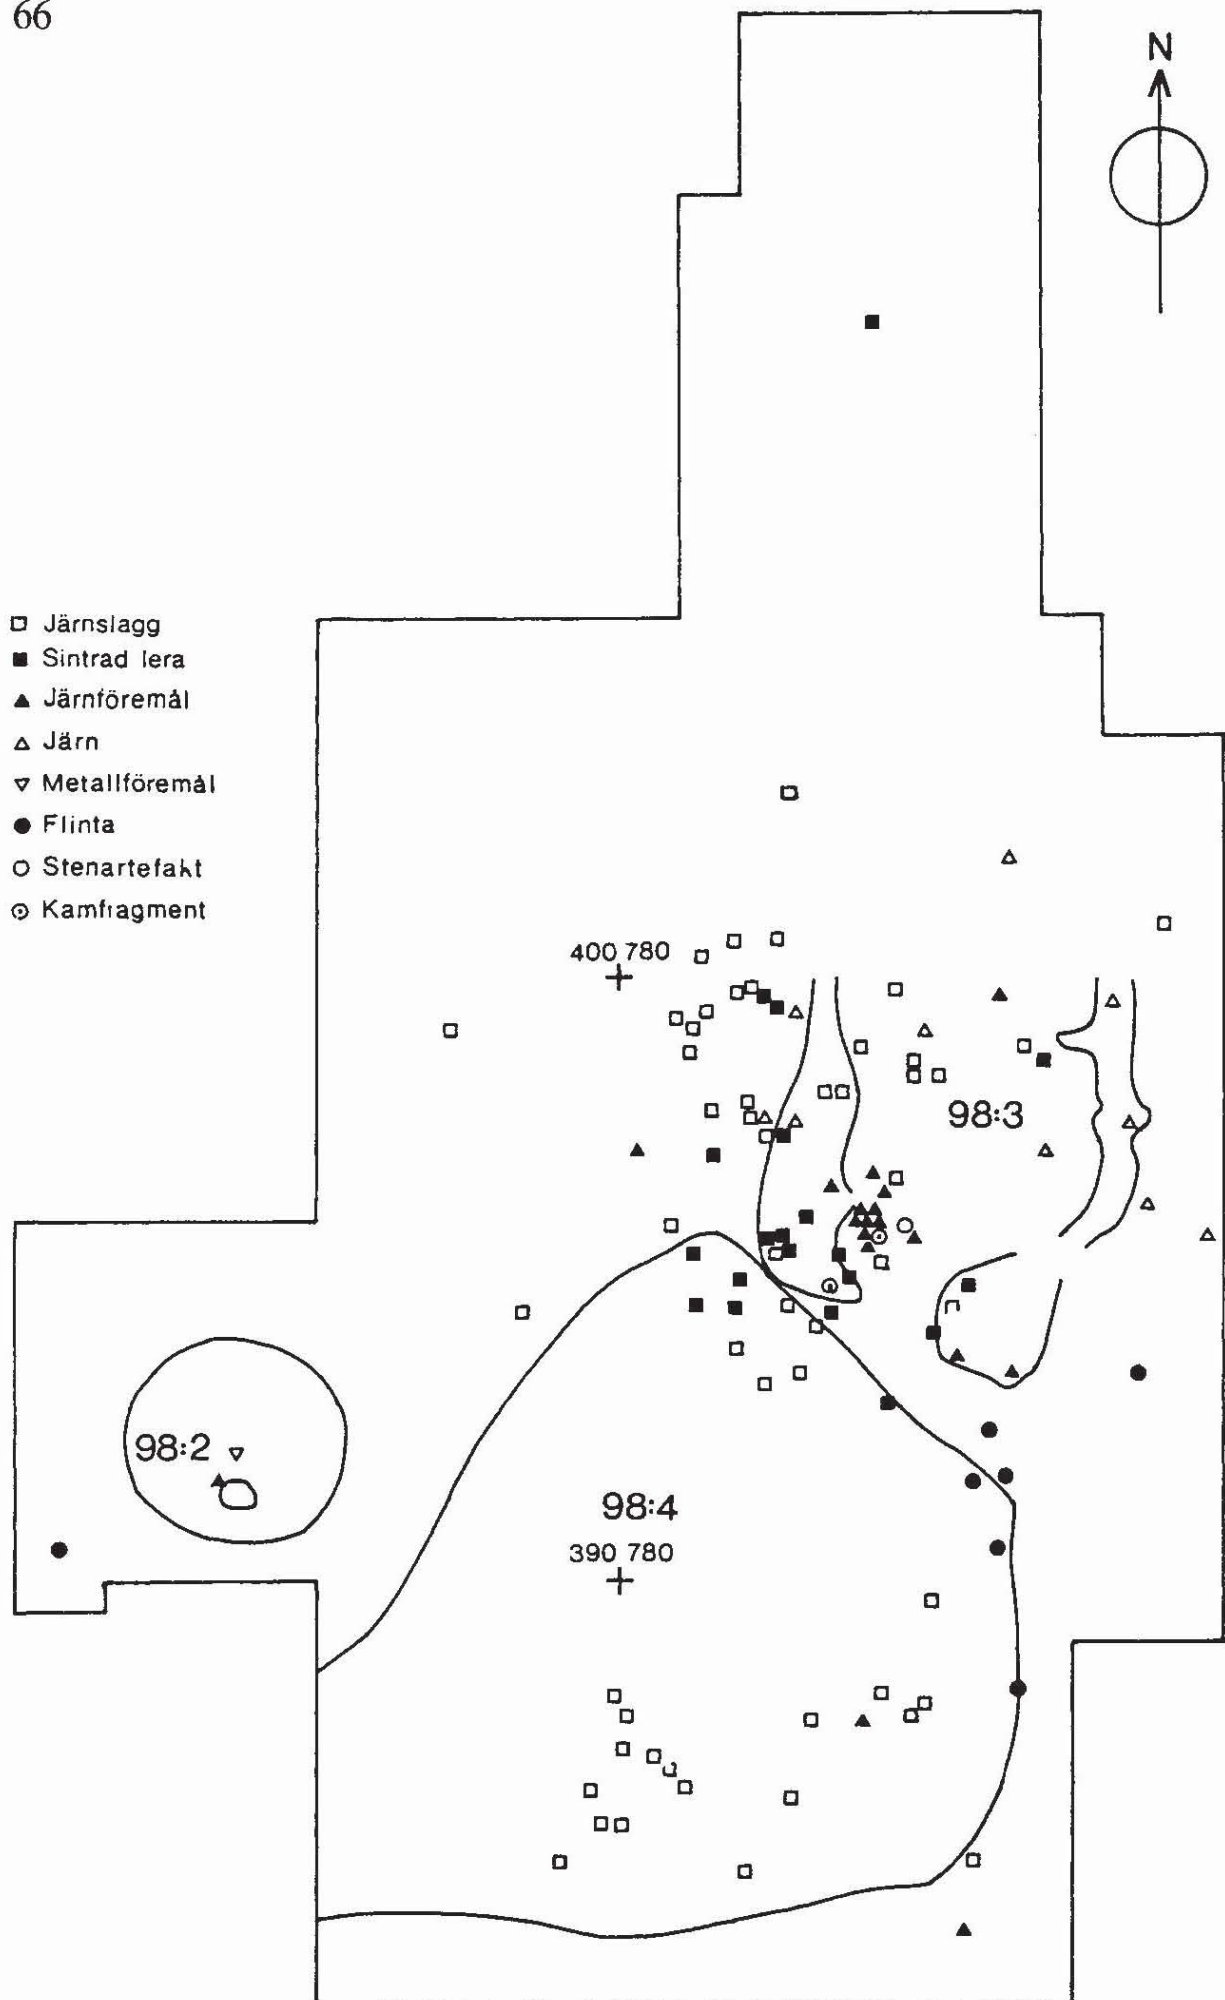 66
N
Järnslagg
Sintrad lera
Järnföremål
Järn
Metallföremål
Flinta
Stenartefakt
Kamfragment
400 780
98:3
98:2
98:4
390 780